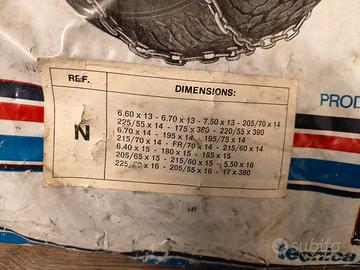 REF.
DIMENSIONS:
N
6.60 x 13 - 6.70 x 13 - 7.50 x 13 - 205/70 x 14
225/55 x 14 - 175 x 380 - 220/55 x 390
6.70 x 14 - 195 x 14 - 195/75 x 14
215/70 x 14 - FR/70 x 14 - 215/60 x 14
6.40 x 15 - 180 x 15 - 185 x 15
205/65 x 15 - 215/60 x 15 - 5.50 x 16
225/50 x 16 - 205/55 x 16 - 17 x 380
PROD
tecnica
subito